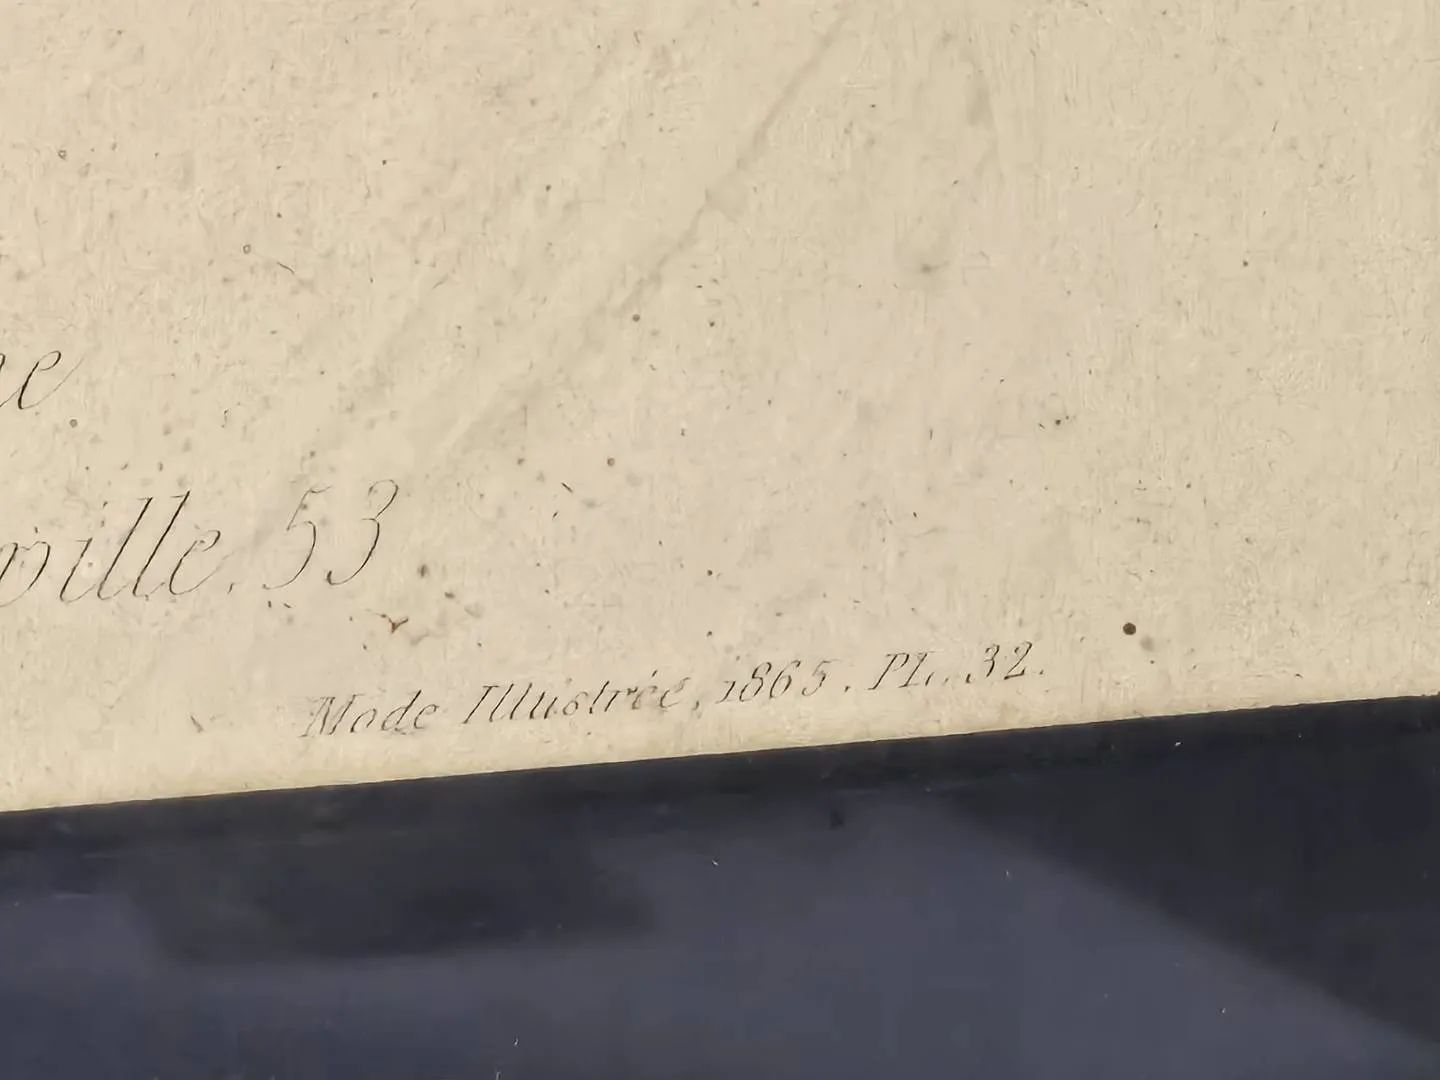 ville. 53
Mode Illustrée, 1865. PL. 32.